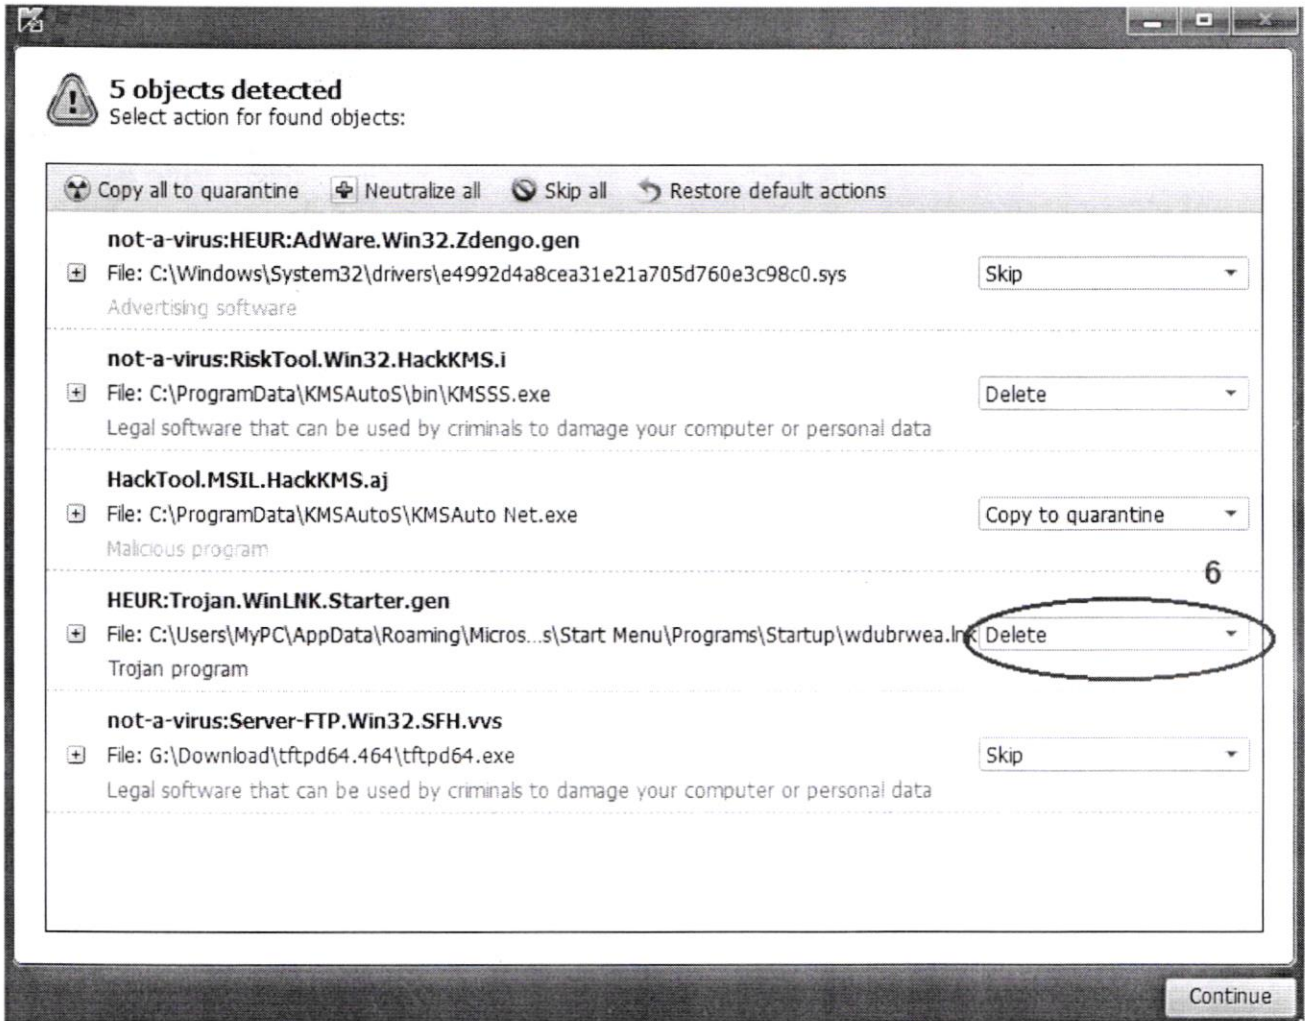 5 objects detected
Select action for found objects:
Copy all to quarantine Neutralize all Skip all Restore default actions
not-a-virus:HEUR:AdWare.Win32.Zdengo.gen
File: C:\Windows\System32\drivers\e4992d4a8cea31e21a705d760e3c98c0.sys Skip
Advertising software
not-a-virus:RiskTool.Win32.HackKMS.i
File: C:\ProgramData\KMSAutoS\bin\KMSSS.exe Delete
Legal software that can be used by criminals to damage your computer or personal data
HackTool.MSIL.HackKMS.aj
File: C:\ProgramData\KMSAutoS\KMSAuto Net.exe Copy to quarantine
Malicious program
6
HEUR:Trojan.WinLNK.Starter.gen
File: C:\Users\MyPC\AppData\Roaming\Micros...s\Start Menu\Programs\Startup\wdubrwea.lnk Delete
Trojan program
not-a-virus:Server-FTP.Win32.SFH.vvs
File: G:\Download\tftpd64.464\tftpd64.exe Skip
Legal software that can be used by criminals to damage your computer or personal data
Continue